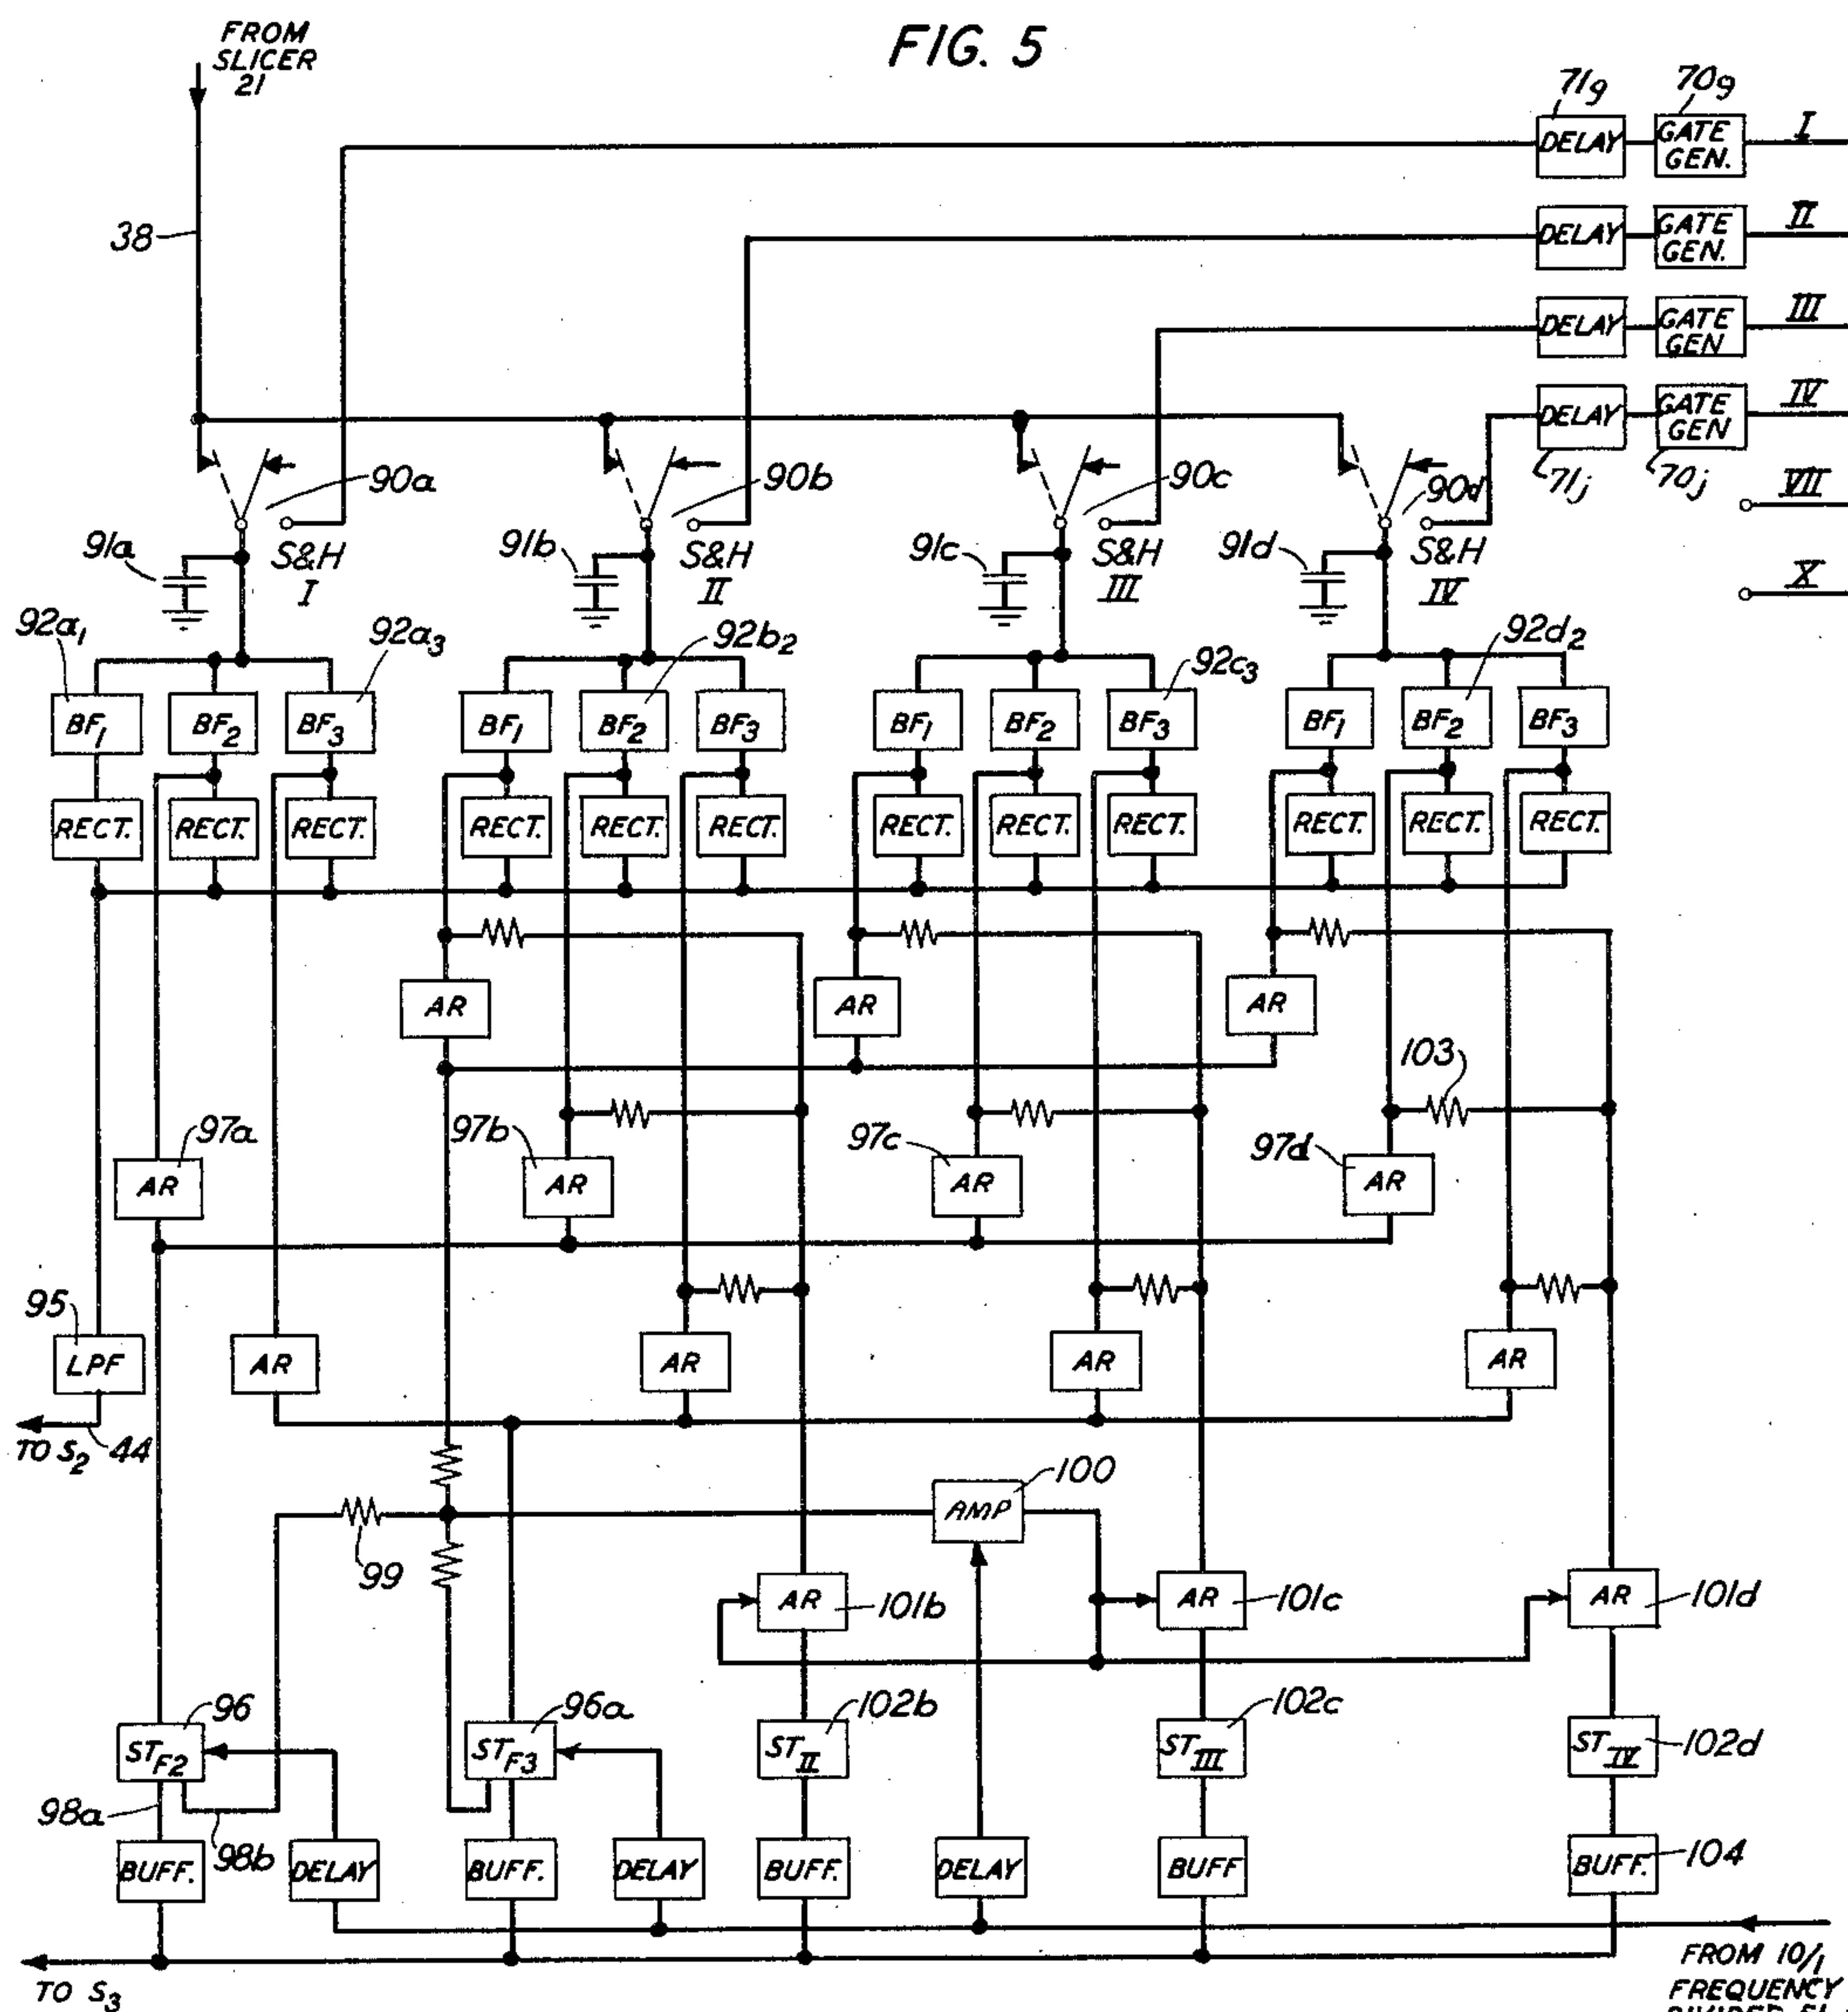 FIG. 5
FROM
SLICER
21
71g
70g
DELAY
GATE
GEN.
I
38
DELAY
GATE
GEN.
II
DELAY
GATE
GEN
III
DELAY
GATE
GEN
IV
71j
70j
VII
X
90a
90b
90c
90d
91a
S&H
I
91b
S&H
II
91c
S&H
III
91d
S&H
IV
92a1
92a3
92b2
92c3
92d2
BF1
BF2
BF3
BF1
BF2
BF3
BF1
BF2
BF3
BF1
BF2
BF3
RECT.
RECT.
RECT.
RECT.
RECT.
RECT.
RECT.
RECT.
RECT.
RECT.
RECT.
RECT.
AR
AR
AR
103
97a
97b
97c
97d
AR
AR
AR
AR
95
LPF
AR
AR
AR
AR
TO S2
44
100
AMP
99
AR
101b
AR
101c
AR
101d
96
STF2
96a
STF3
102b
STII
102c
STIII
102d
STIV
98a
98b
BUFF.
DELAY
BUFF.
DELAY
BUFF.
DELAY
BUFF
BUFF.
104
TO S3
FROM 10/1
FREQUENCY